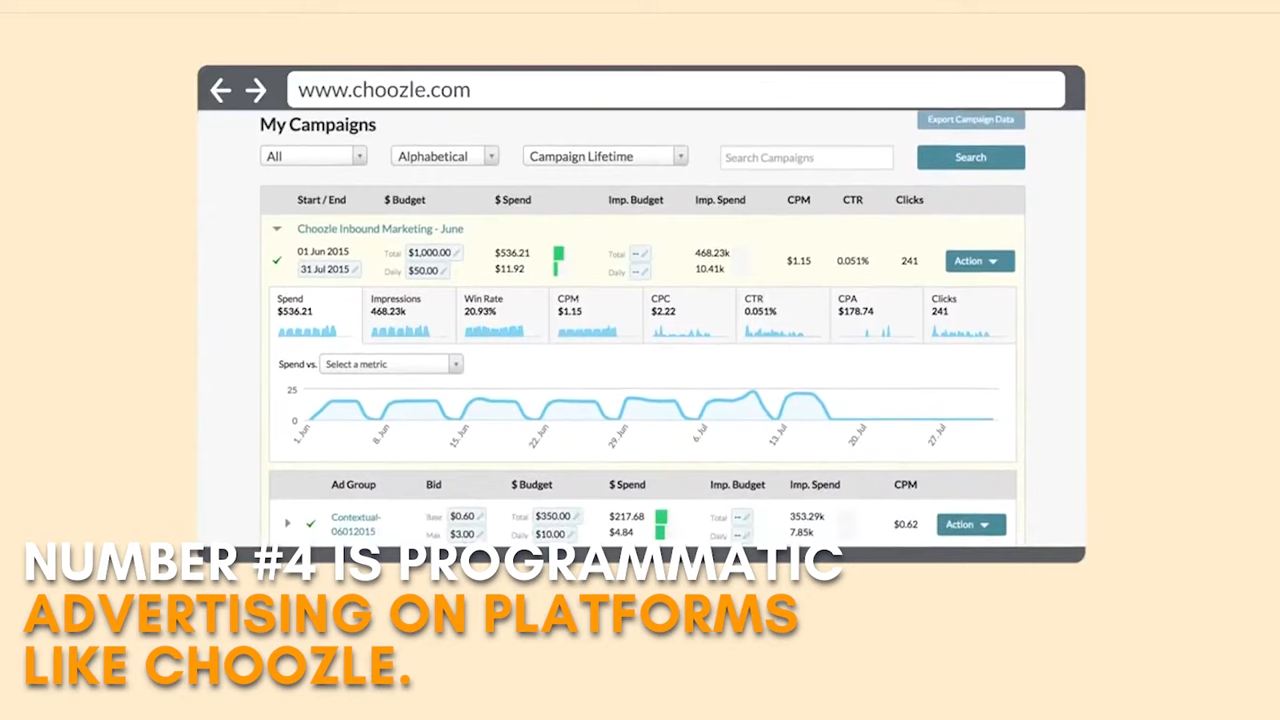 www.choozle.com
My Campaigns
Export Campaign Data
All
Alphabetical
Campaign Lifetime
Search Campaigns
Search
Start / End $ Budget $ Spend Imp. Budget Imp. Spend CPM CTR Clicks
Choozle Inbound Marketing - June
01 Jun 2015 Total $1,000.00 $536.21 Total -- 468.23k
31 Jul 2015 Daily $50.00 $11.92 Daily -- 10.41k
$1.15 0.051% 241 Action
Spend Impressions Win Rate CPM CPC CTR CPA Clicks
$536.21 468.23k 20.93% $1.15 $2.22 0.051% $178.74 241
Spend vs. Select a metric
25
0
1. Jun 8. Jun 15. Jun 22. Jun 29. Jun 6. Jul 13. Jul 20. Jul 27. Jul
Ad Group Bid $ Budget $ Spend Imp. Budget Imp. Spend CPM
Contextual- Base $0.60 Total $350.00 $217.68 Total -- 353.29k
06012015 Max $3.00 Daily $10.00 $4.84 Daily -- 7.85k
$0.62 Action
NUMBER #4 IS PROGRAMMATIC
ADVERTISING ON PLATFORMS
LIKE CHOOZLE.